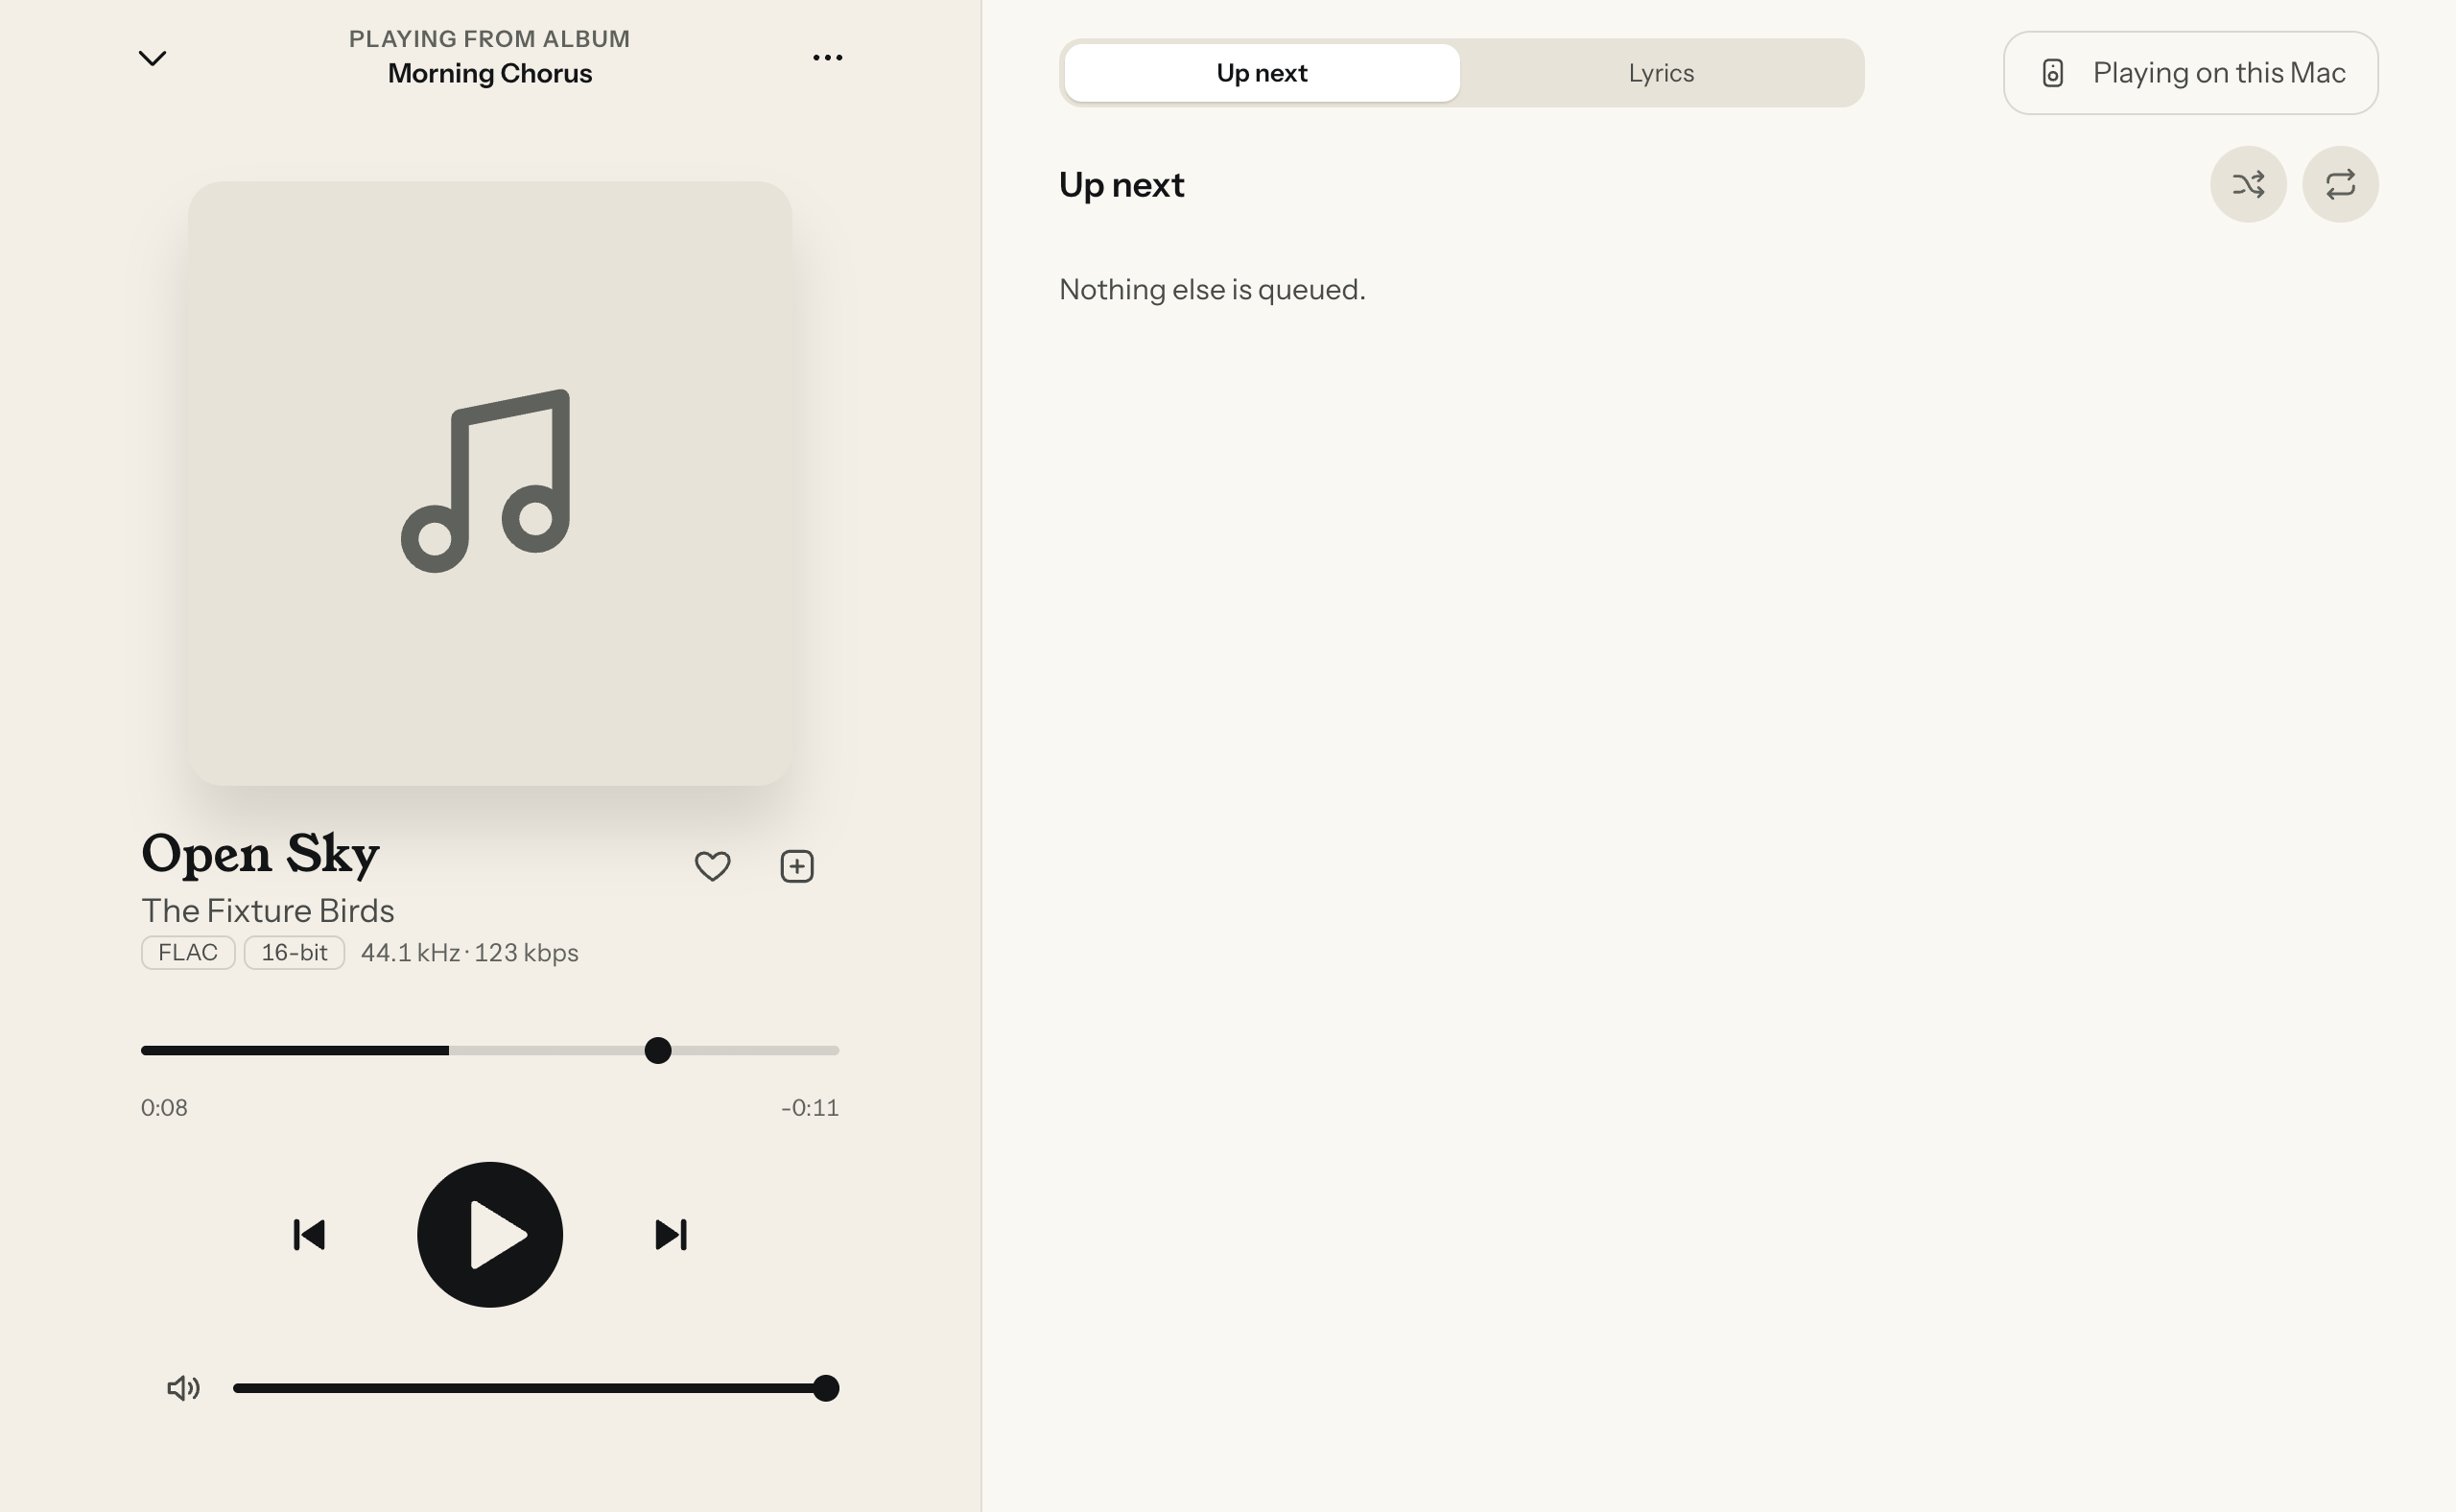 PLAYING FROM ALBUM
Morning Chorus
Open Sky
The Fixture Birds
FLAC 16-bit 44.1 kHz · 123 kbps
0:08 -0:11
Up next Lyrics
Playing on this Mac
Up next
Nothing else is queued.